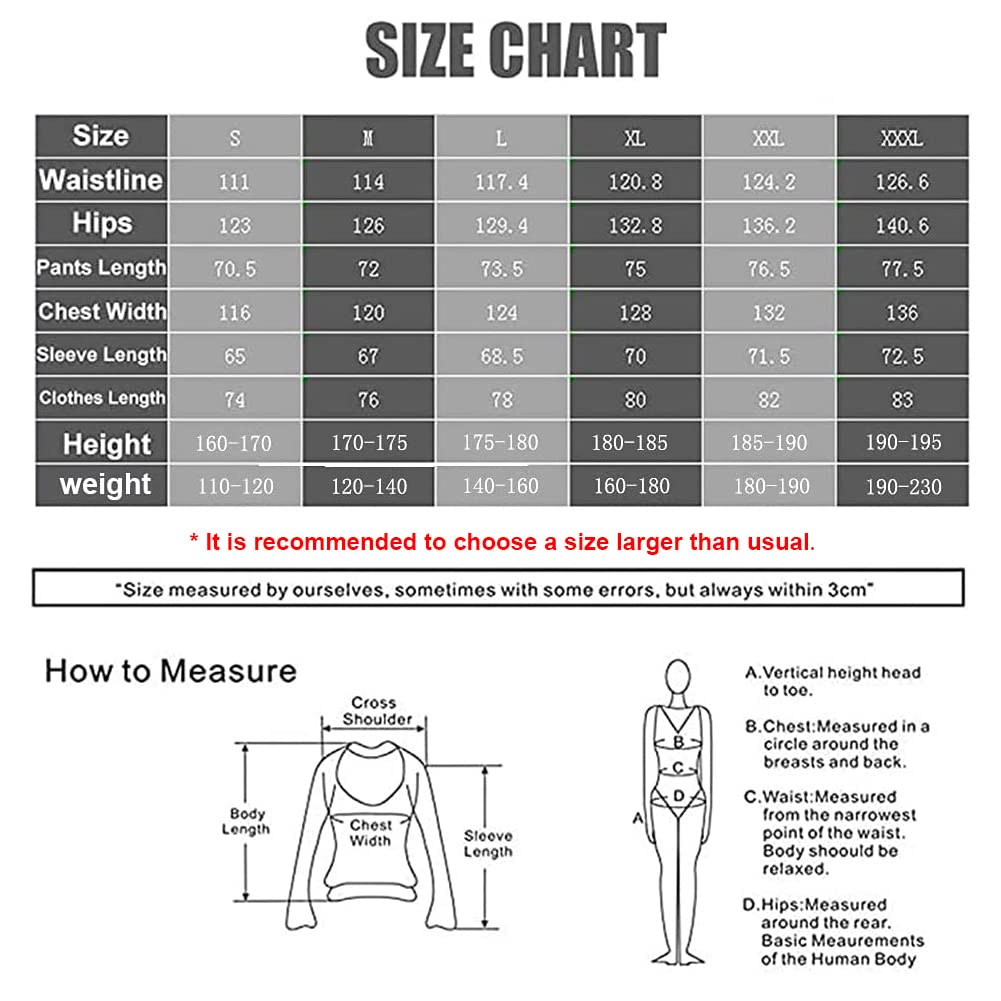 SIZE CHART
Size S M L XL XXL XXXL
Waistline 111 114 117.4 120.8 124.2 126.6
Hips 123 126 129.4 132.8 136.2 140.6
Pants Length 70.5 72 73.5 75 76.5 77.5
Chest Width 116 120 124 128 132 136
Sleeve Length 65 67 68.5 70 71.5 72.5
Clothes Length 74 76 78 80 82 83
Height 160-170 170-175 175-180 180-185 185-190 190-195
weight 110-120 120-140 140-160 160-180 180-190 190-230
* It is recommended to choose a size larger than usual.
"Size measured by ourselves, sometimes with some errors, but always within 3cm"
How to Measure
Cross
Shoulder
Body
Length
Chest
Width
Sleeve
Length
A
B
C
D
A.Vertical height head
to toe.
B.Chest:Measured in a
circle around the
breasts and back.
C.Waist:Measured
from the narrowest
point of the waist.
Body shoould be
relaxed.
D.Hips:Measured
around the rear.
Basic Meaurements
of the Human Body